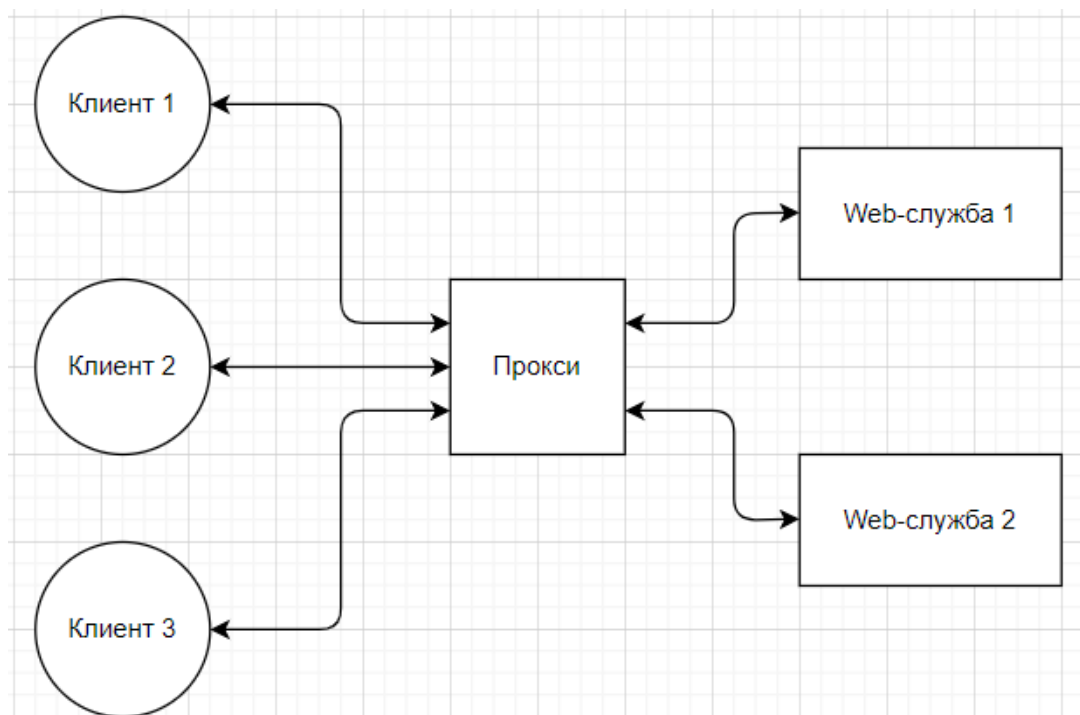 Клиент 1
Web-служба 1
Клиент 2
Прокси
Web-служба 2
Клиент 3